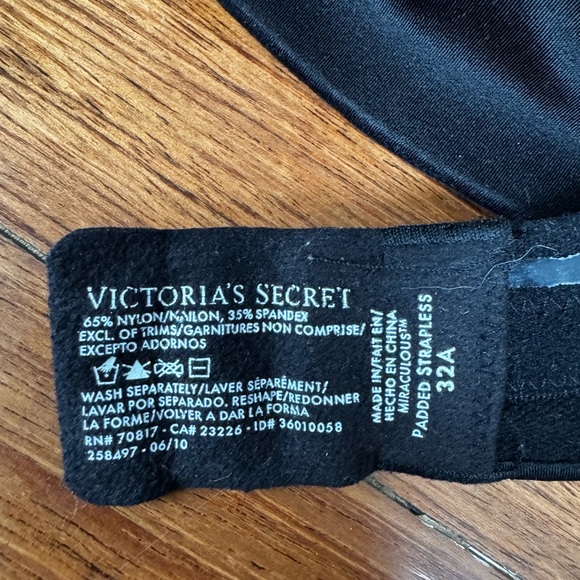 VICTORIA'S SECRET
65% NYLON/NAILON, 35% SPANDEX
EXCL. OF TRIMS/GARNITURES NON COMPRISE/
EXCEPTO ADORNOS
WASH SEPARATELY/LAVER SÉPARÉMENT/
LAVAR POR SEPARADO. RESHAPE/REDONNER
LA FORME/VOLVER A DAR LA FORMA
RN# 70817 - CA# 23226 - ID# 36010058
258497 - 06/10
MADE IN/FAIT EN/
HECHO EN CHINA
MIRACULOUS™
PADDED STRAPLESS
32A